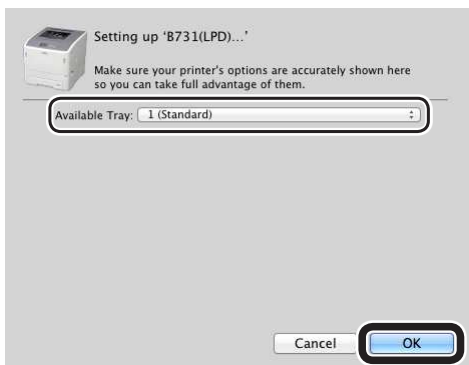 Setting up 'B731(LPD)...'
Make sure your printer's options are accurately shown here
so you can take full advantage of them.
Available Tray: 1 (Standard)
Cancel OK